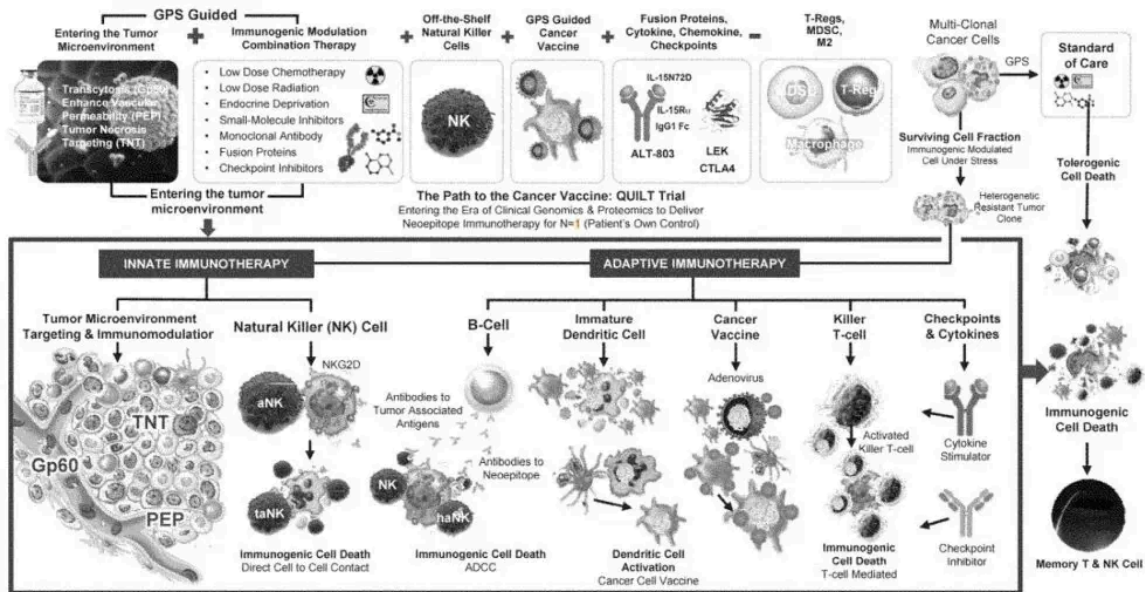 GPS Guided
Entering the Tumor
Microenvironment
Immunogenic Modulation
Combination Therapy
Off-the-Shelf
Natural Killer
Cells
GPS Guided
Cancer
Vaccine
Fusion Proteins,
Cytokine, Chemokine,
Checkpoints
T-Regs,
MDSC,
M2
Multi-Clonal
Cancer Cells
GPS
Standard
of Care
• Transcytosis (Gp60)
• Enhance Vascular
Permeability (PEP)
• Tumor Necrosis
Targeting (TNT)
• Low Dose Chemotherapy
• Low Dose Radiation
• Endocrine Deprivation
• Small-Molecule Inhibitors
• Monoclonal Antibody
• Fusion Proteins
• Checkpoint Inhibitors
NK
IL-15N72D
IL-15Rα
IgG1 Fc
ALT-803
LEK
CTLA4
MDSC
T-Reg
Macrophage
Surviving Cell Fraction
Immunogenic Modulated
Cell Under Stress
Tolerogenic
Cell Death
Heterogenetic
Resistant Tumor
Clone
Entering the tumor
microenvironment
The Path to the Cancer Vaccine: QUILT Trial
Entering the Era of Clinical Genomics & Proteomics to Deliver
Neoepitope Immunotherapy for N=1 (Patient's Own Control)
INNATE IMMUNOTHERAPY
ADAPTIVE IMMUNOTHERAPY
Tumor Microenvironment
Targeting & Immunomodulation
Natural Killer (NK) Cell
B-Cell
Immature
Dendritic Cell
Cancer
Vaccine
Killer
T-cell
Checkpoints
& Cytokines
TNT
Gp60
PEP
NKG2D
aNK
taNK
Immunogenic Cell Death
Direct Cell to Cell Contact
Antibodies to
Tumor Associated
Antigens
Antibodies to
Neoepitope
NK
haNK
Immunogenic Cell Death
ADCC
Dendritic Cell
Activation
Cancer Cell Vaccine
Adenovirus
Activated
Killer T-cell
Immunogenic
Cell Death
T-cell Mediated
Cytokine
Stimulator
Checkpoint
Inhibitor
Immunogenic
Cell Death
Memory T & NK Cell